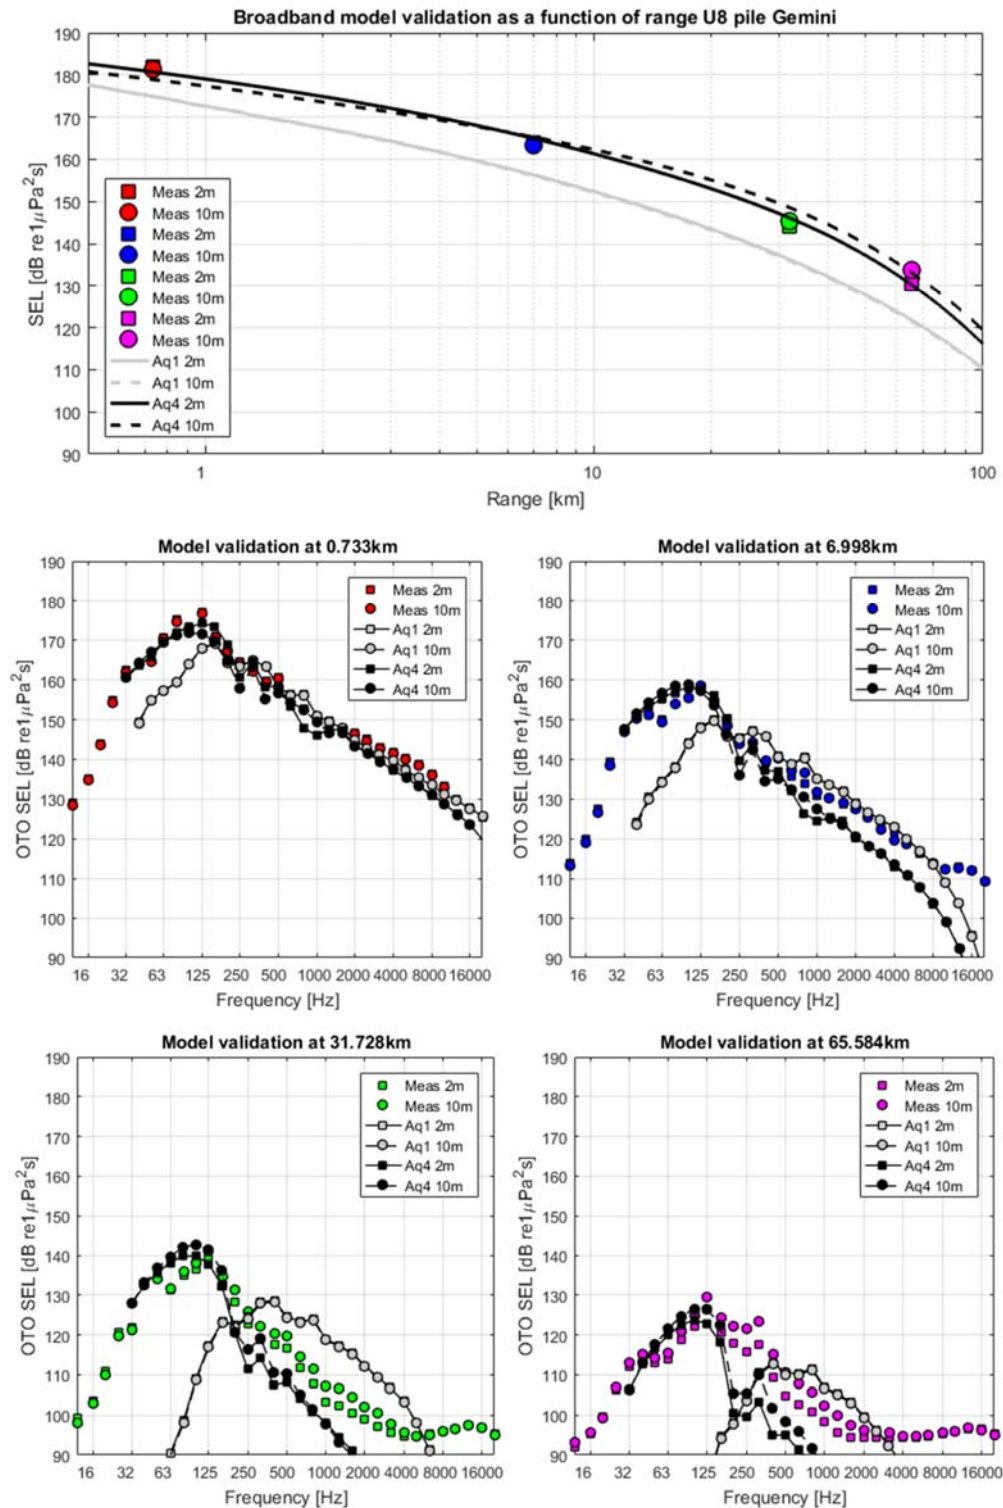 Broadband model validation as a function of range U8 pile Gemini
190
180
170
160
150
140
130
120
110
100
90
SEL [dB re1μPa²s]
Meas 2m
Meas 10m
Meas 2m
Meas 10m
Meas 2m
Meas 10m
Meas 2m
Meas 10m
Aq1 2m
Aq1 10m
Aq4 2m
Aq4 10m
1 10 100
Range [km]
Model validation at 0.733km
190
180
170
160
150
140
130
120
110
100
90
OTO SEL [dB re1μPa²s]
Meas 2m
Meas 10m
Aq1 2m
Aq1 10m
Aq4 2m
Aq4 10m
16 32 63 125 250 500 1000 2000 4000 8000 16000
Frequency [Hz]
Model validation at 6.998km
190
180
170
160
150
140
130
120
110
100
90
OTO SEL [dB re1μPa²s]
Meas 2m
Meas 10m
Aq1 2m
Aq1 10m
Aq4 2m
Aq4 10m
16 32 63 125 250 500 1000 2000 4000 8000 16000
Frequency [Hz]
Model validation at 31.728km
190
180
170
160
150
140
130
120
110
100
90
OTO SEL [dB re1μPa²s]
Meas 2m
Meas 10m
Aq1 2m
Aq1 10m
Aq4 2m
Aq4 10m
16 32 63 125 250 500 1000 2000 4000 8000 16000
Frequency [Hz]
Model validation at 65.584km
190
180
170
160
150
140
130
120
110
100
90
OTO SEL [dB re1μPa²s]
Meas 2m
Meas 10m
Aq1 2m
Aq1 10m
Aq4 2m
Aq4 10m
16 32 63 125 250 500 1000 2000 4000 8000 16000
Frequency [Hz]